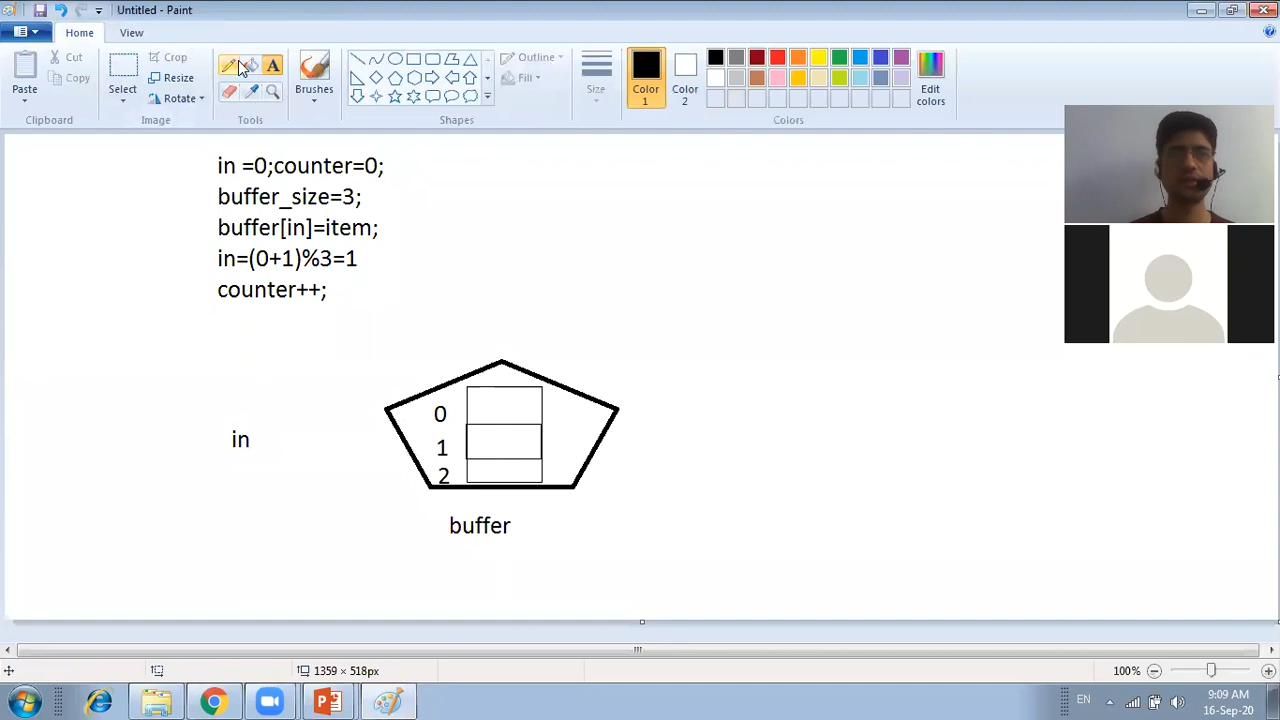 Untitled - Paint
Home
View
Paste
Cut
Copy
Clipboard
Select
Crop
Resize
Rotate
Image
A
Tools
Brushes
Outline
Fill
Shapes
Size
Color 1
Color 2
Edit colors
Colors
in =0;counter=0;
buffer_size=3;
buffer[in]=item;
in=(0+1)%3=1
counter++;
in
0
1
2
buffer
1359 × 518px
100%
EN
9:09 AM
16-Sep-20